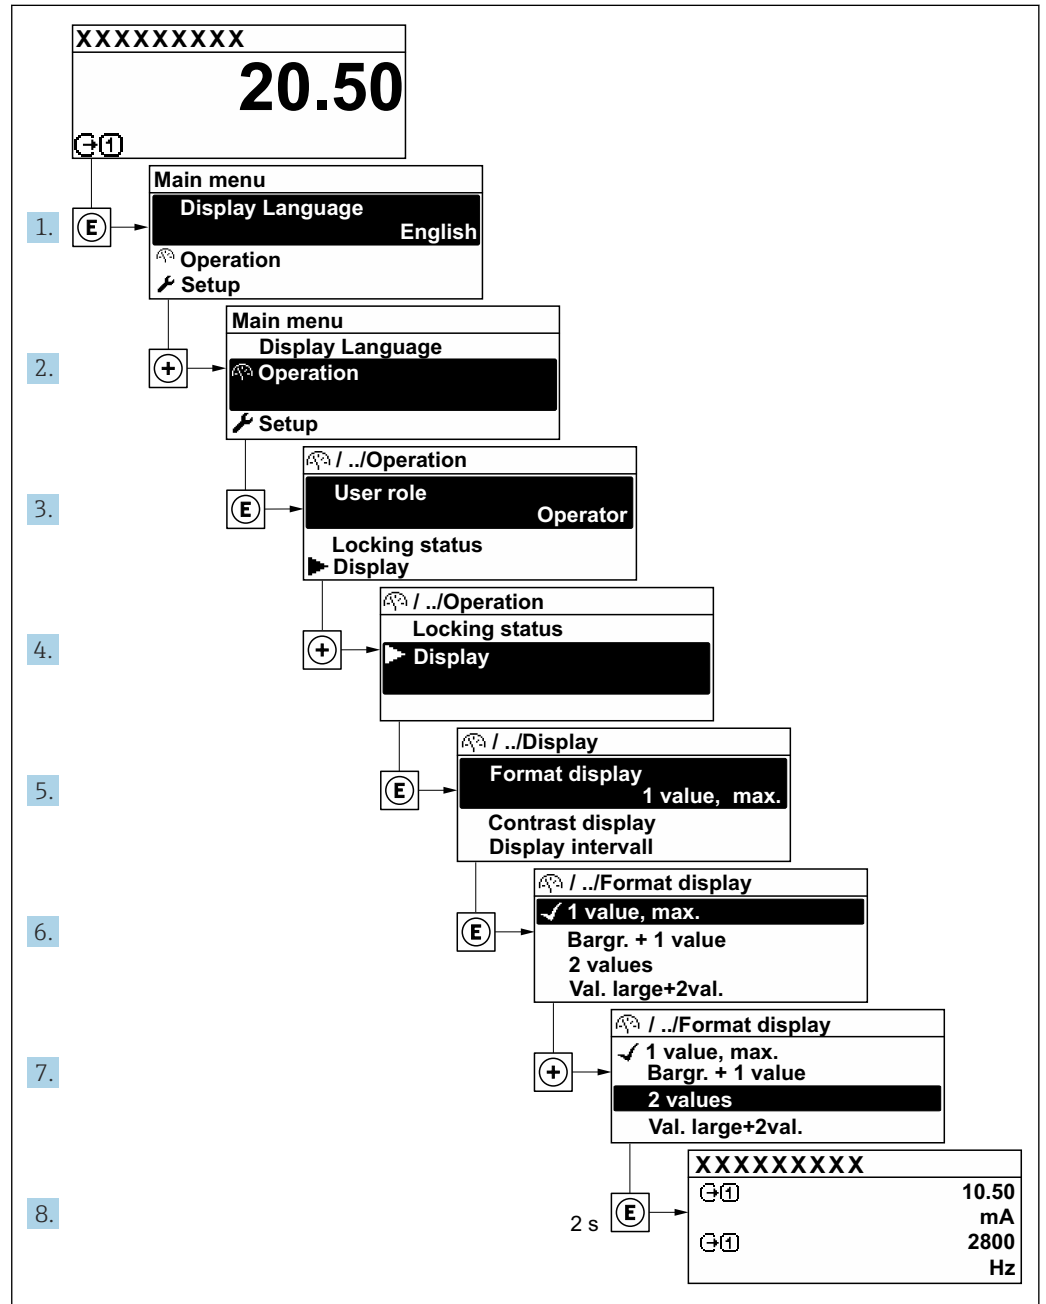 XXXXXXXXX
20.50
1
Main menu
1.
E
Display Language
English
Operation
Setup
Main menu
2.
+
Display Language
Operation
Setup
/ ../Operation
3.
E
User role
Operator
Locking status
Display
/ ../Operation
4.
+
Locking status
Display
/ ../Display
5.
E
Format display
1 value, max.
Contrast display
Display intervall
/ ../Format display
6.
E
1 value, max.
Bargr. + 1 value
2 values
Val. large+2val.
/ ../Format display
7.
+
1 value, max.
Bargr. + 1 value
2 values
Val. large+2val.
XXXXXXXXX
8.
2 s
E
1 10.50
mA
1 2800
Hz